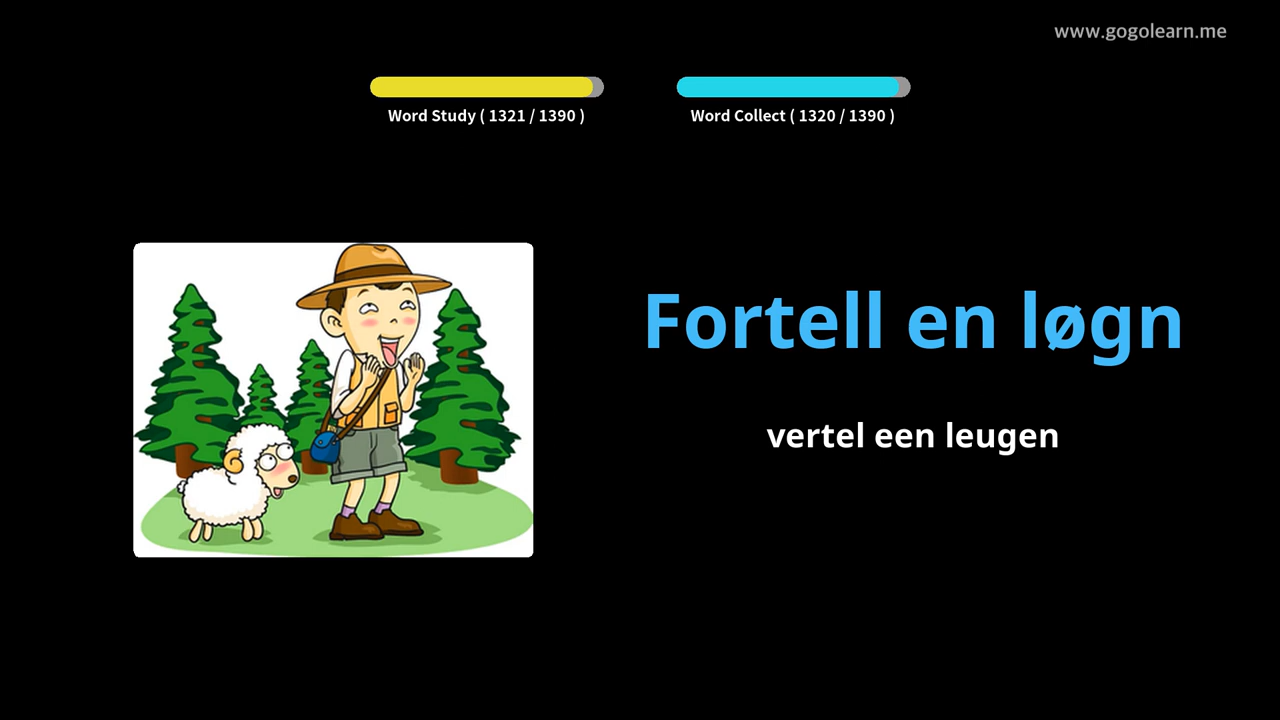 www.gogolearn.me
Word Study ( 1321 / 1390 )
Word Collect ( 1320 / 1390 )
Fortell en løgn
vertel een leugen